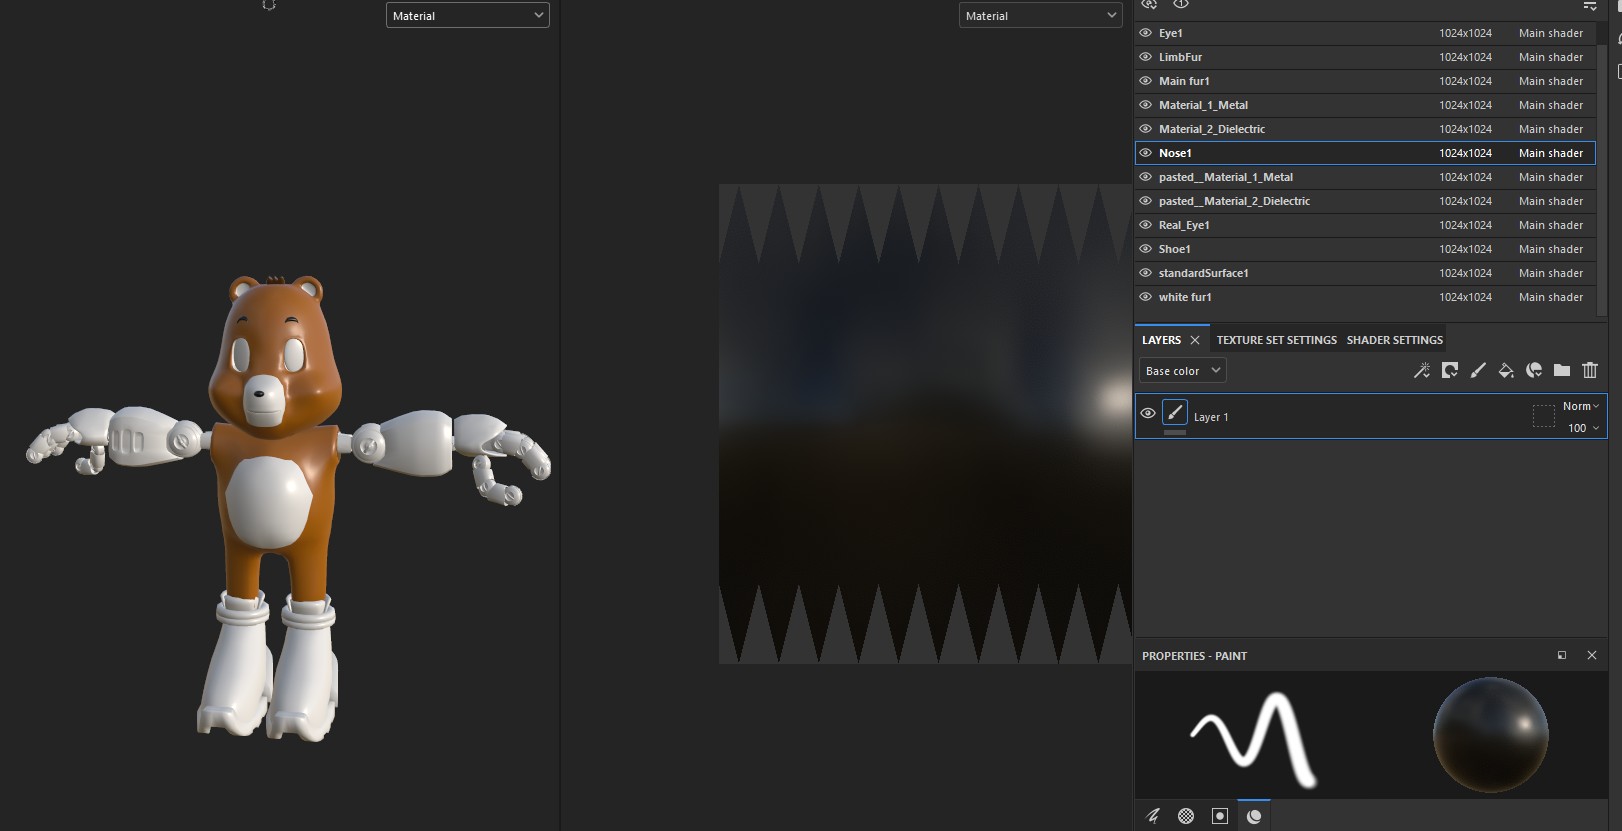 Material
Material
Eye1 1024x1024 Main shader
LimbFur 1024x1024 Main shader
Main fur1 1024x1024 Main shader
Material_1_Metal 1024x1024 Main shader
Material_2_Dielectric 1024x1024 Main shader
Nose1 1024x1024 Main shader
pasted__Material_1_Metal 1024x1024 Main shader
pasted__Material_2_Dielectric 1024x1024 Main shader
Real_Eye1 1024x1024 Main shader
Shoe1 1024x1024 Main shader
standardSurface1 1024x1024 Main shader
white fur1 1024x1024 Main shader
LAYERS TEXTURE SET SETTINGS SHADER SETTINGS
Base color
Layer 1
Norm
100
PROPERTIES - PAINT